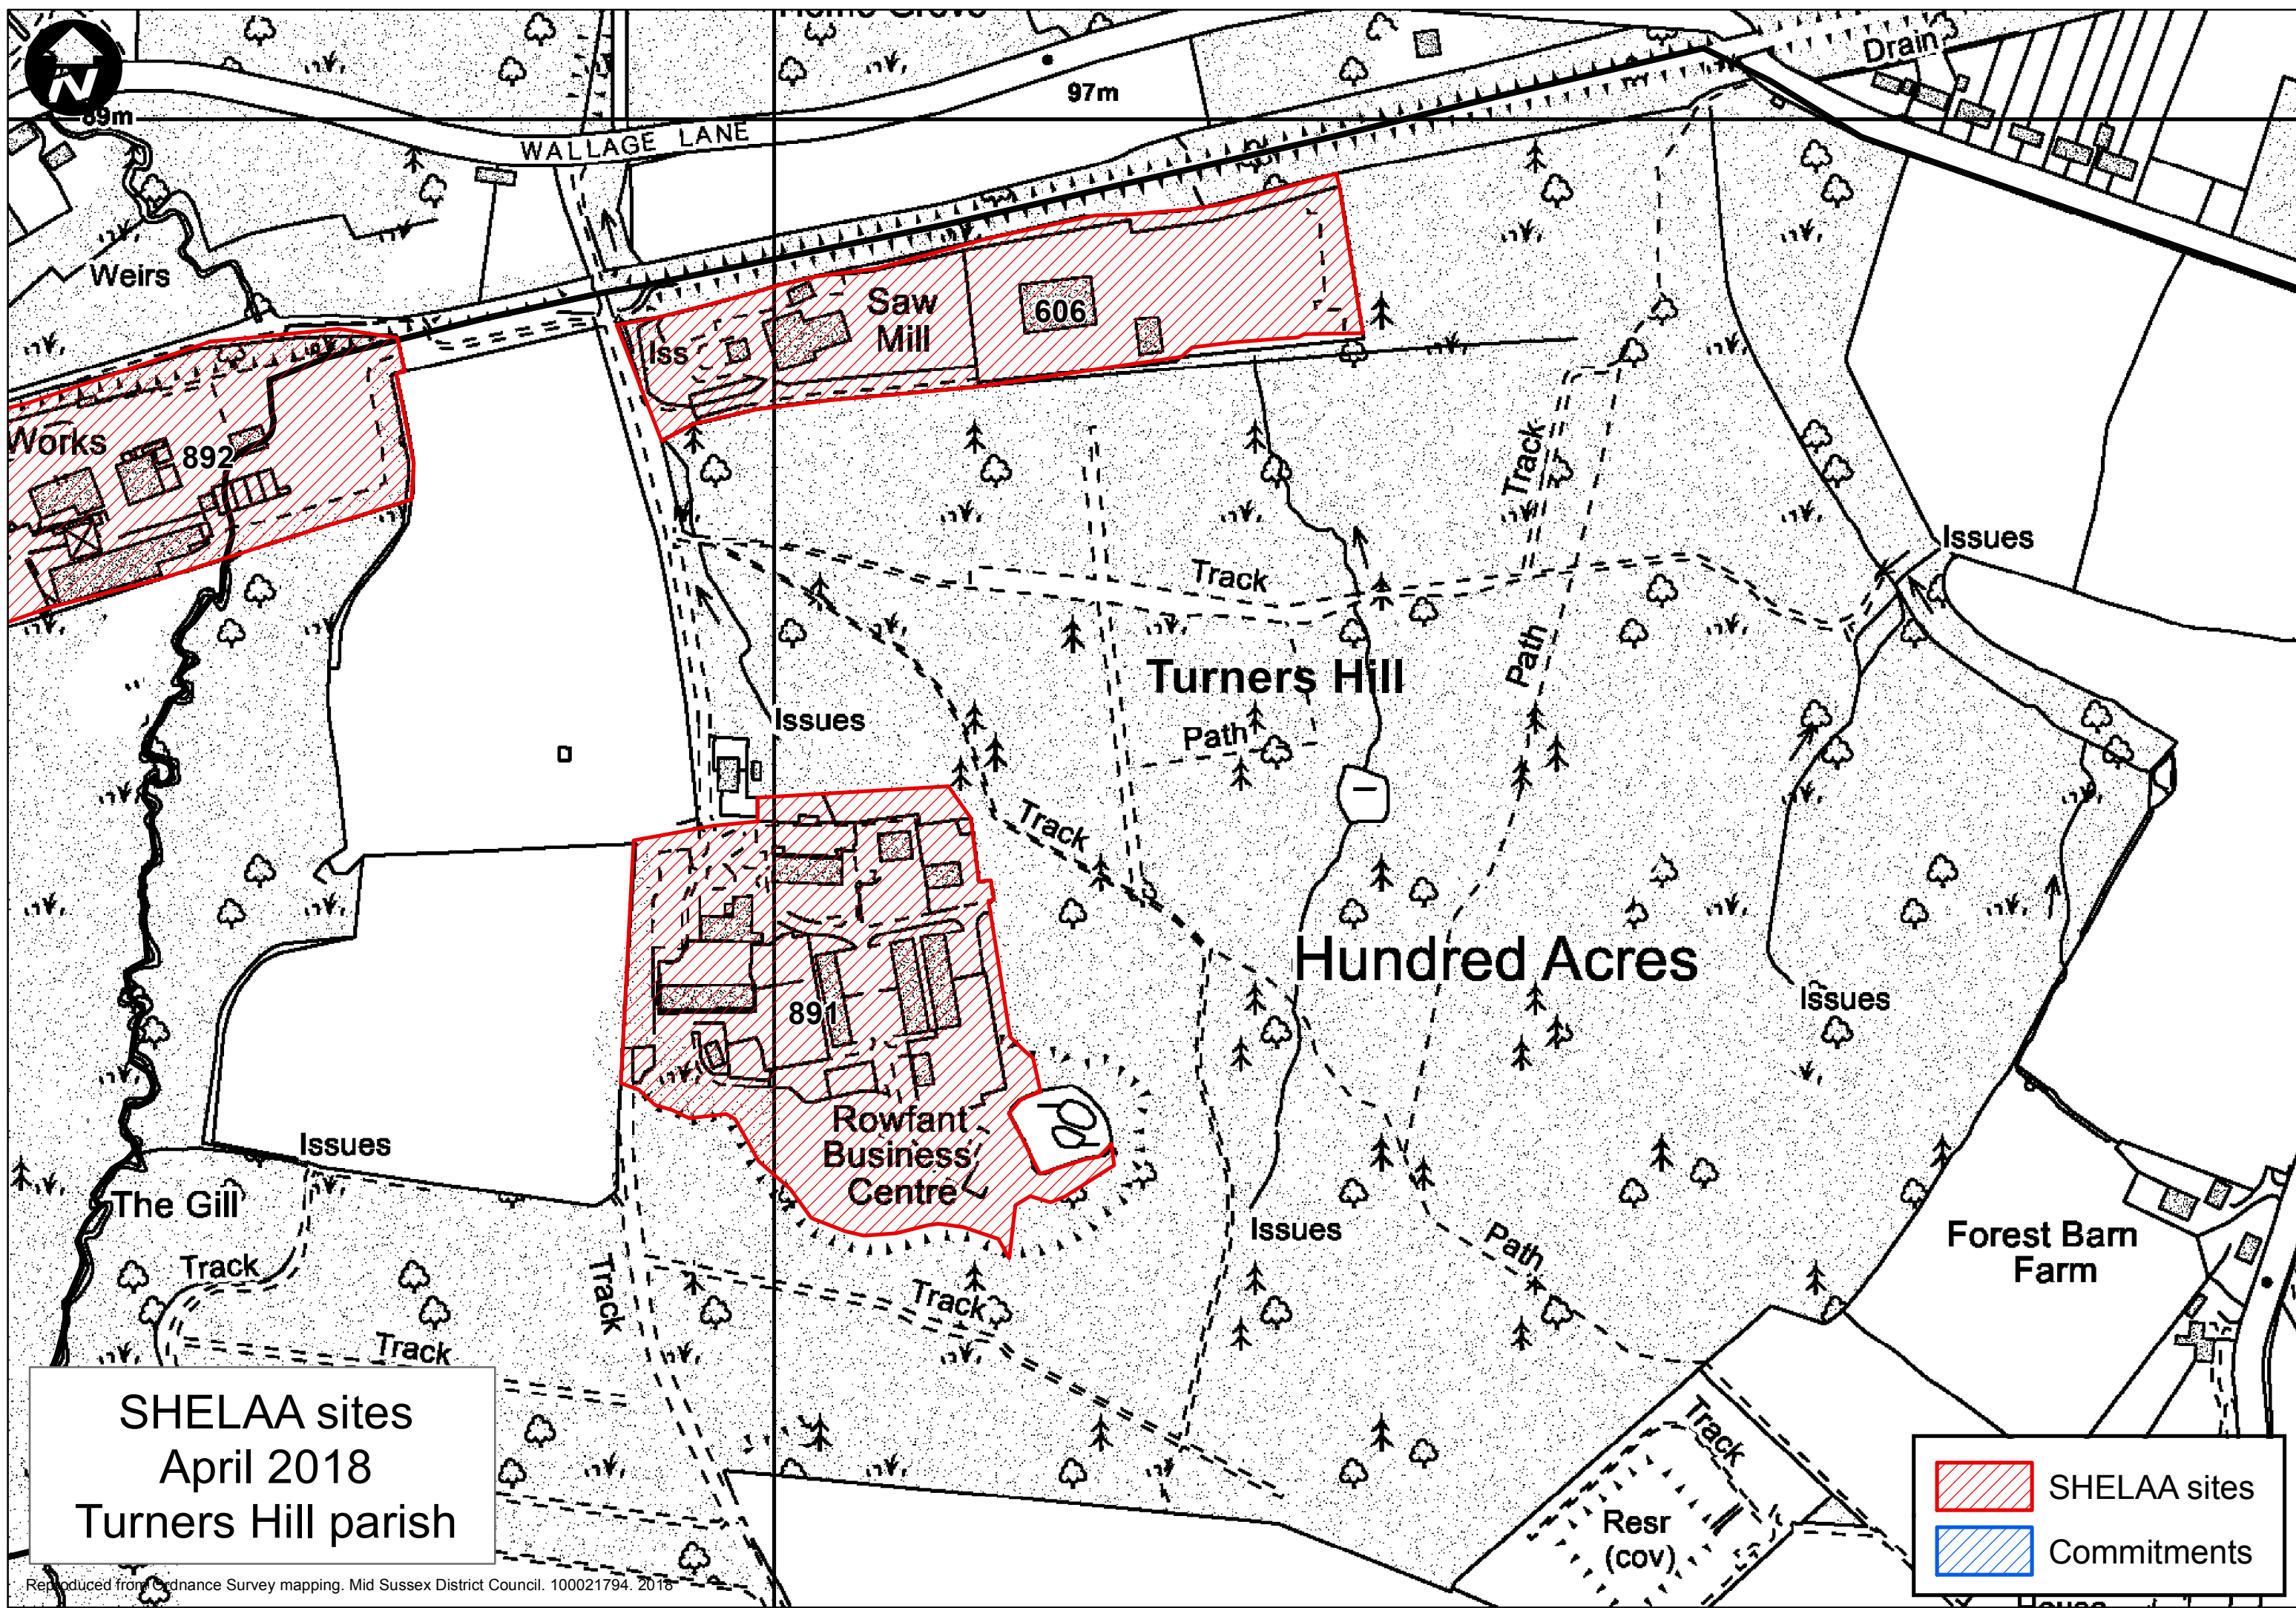 Home Grove
Drain
N
89m
97m
WALLAGE LANE
Weirs
Saw
Mill
606
Iss
Works
892
Track
Issues
Track
Path
Turners Hill
Issues
Path
Track
Hundred Acres
891
Issues
Rowfant
Business
Centre
Issues
The Gill
Issues
Path
Forest Barn
Farm
Track
Track
Track
Track
Track
Resr
(cov)
SHELAA sites
April 2018
Turners Hill parish
SHELAA sites
Commitments
House
Reproduced from Ordnance Survey mapping. Mid Sussex District Council. 100021794. 2018